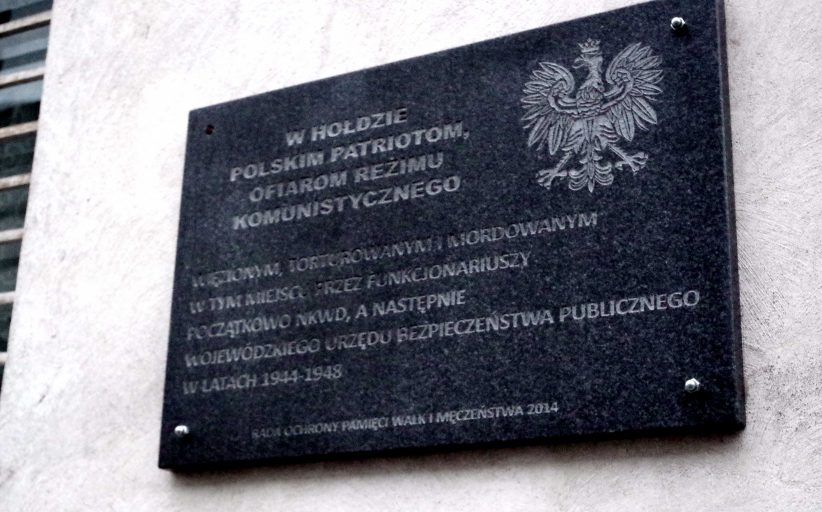 W HOŁDZIE
POLSKIM PATRIOTOM,
OFIAROM REŻIMU
KOMUNISTYCZNEGO
WIĘZIONYM, TORTUROWANYM I MORDOWANYM
W TYM MIEJSCU PRZEZ FUNKCJONARIUSZY
POCZĄTKOWO NKWD, A NASTĘPNIE
WOJEWÓDZKIEGO URZĘDU BEZPIECZEŃSTWA PUBLICZNEGO
W LATACH 1944-1948
RADA OCHRONY PAMIĘCI WALK I MĘCZEŃSTWA 2014